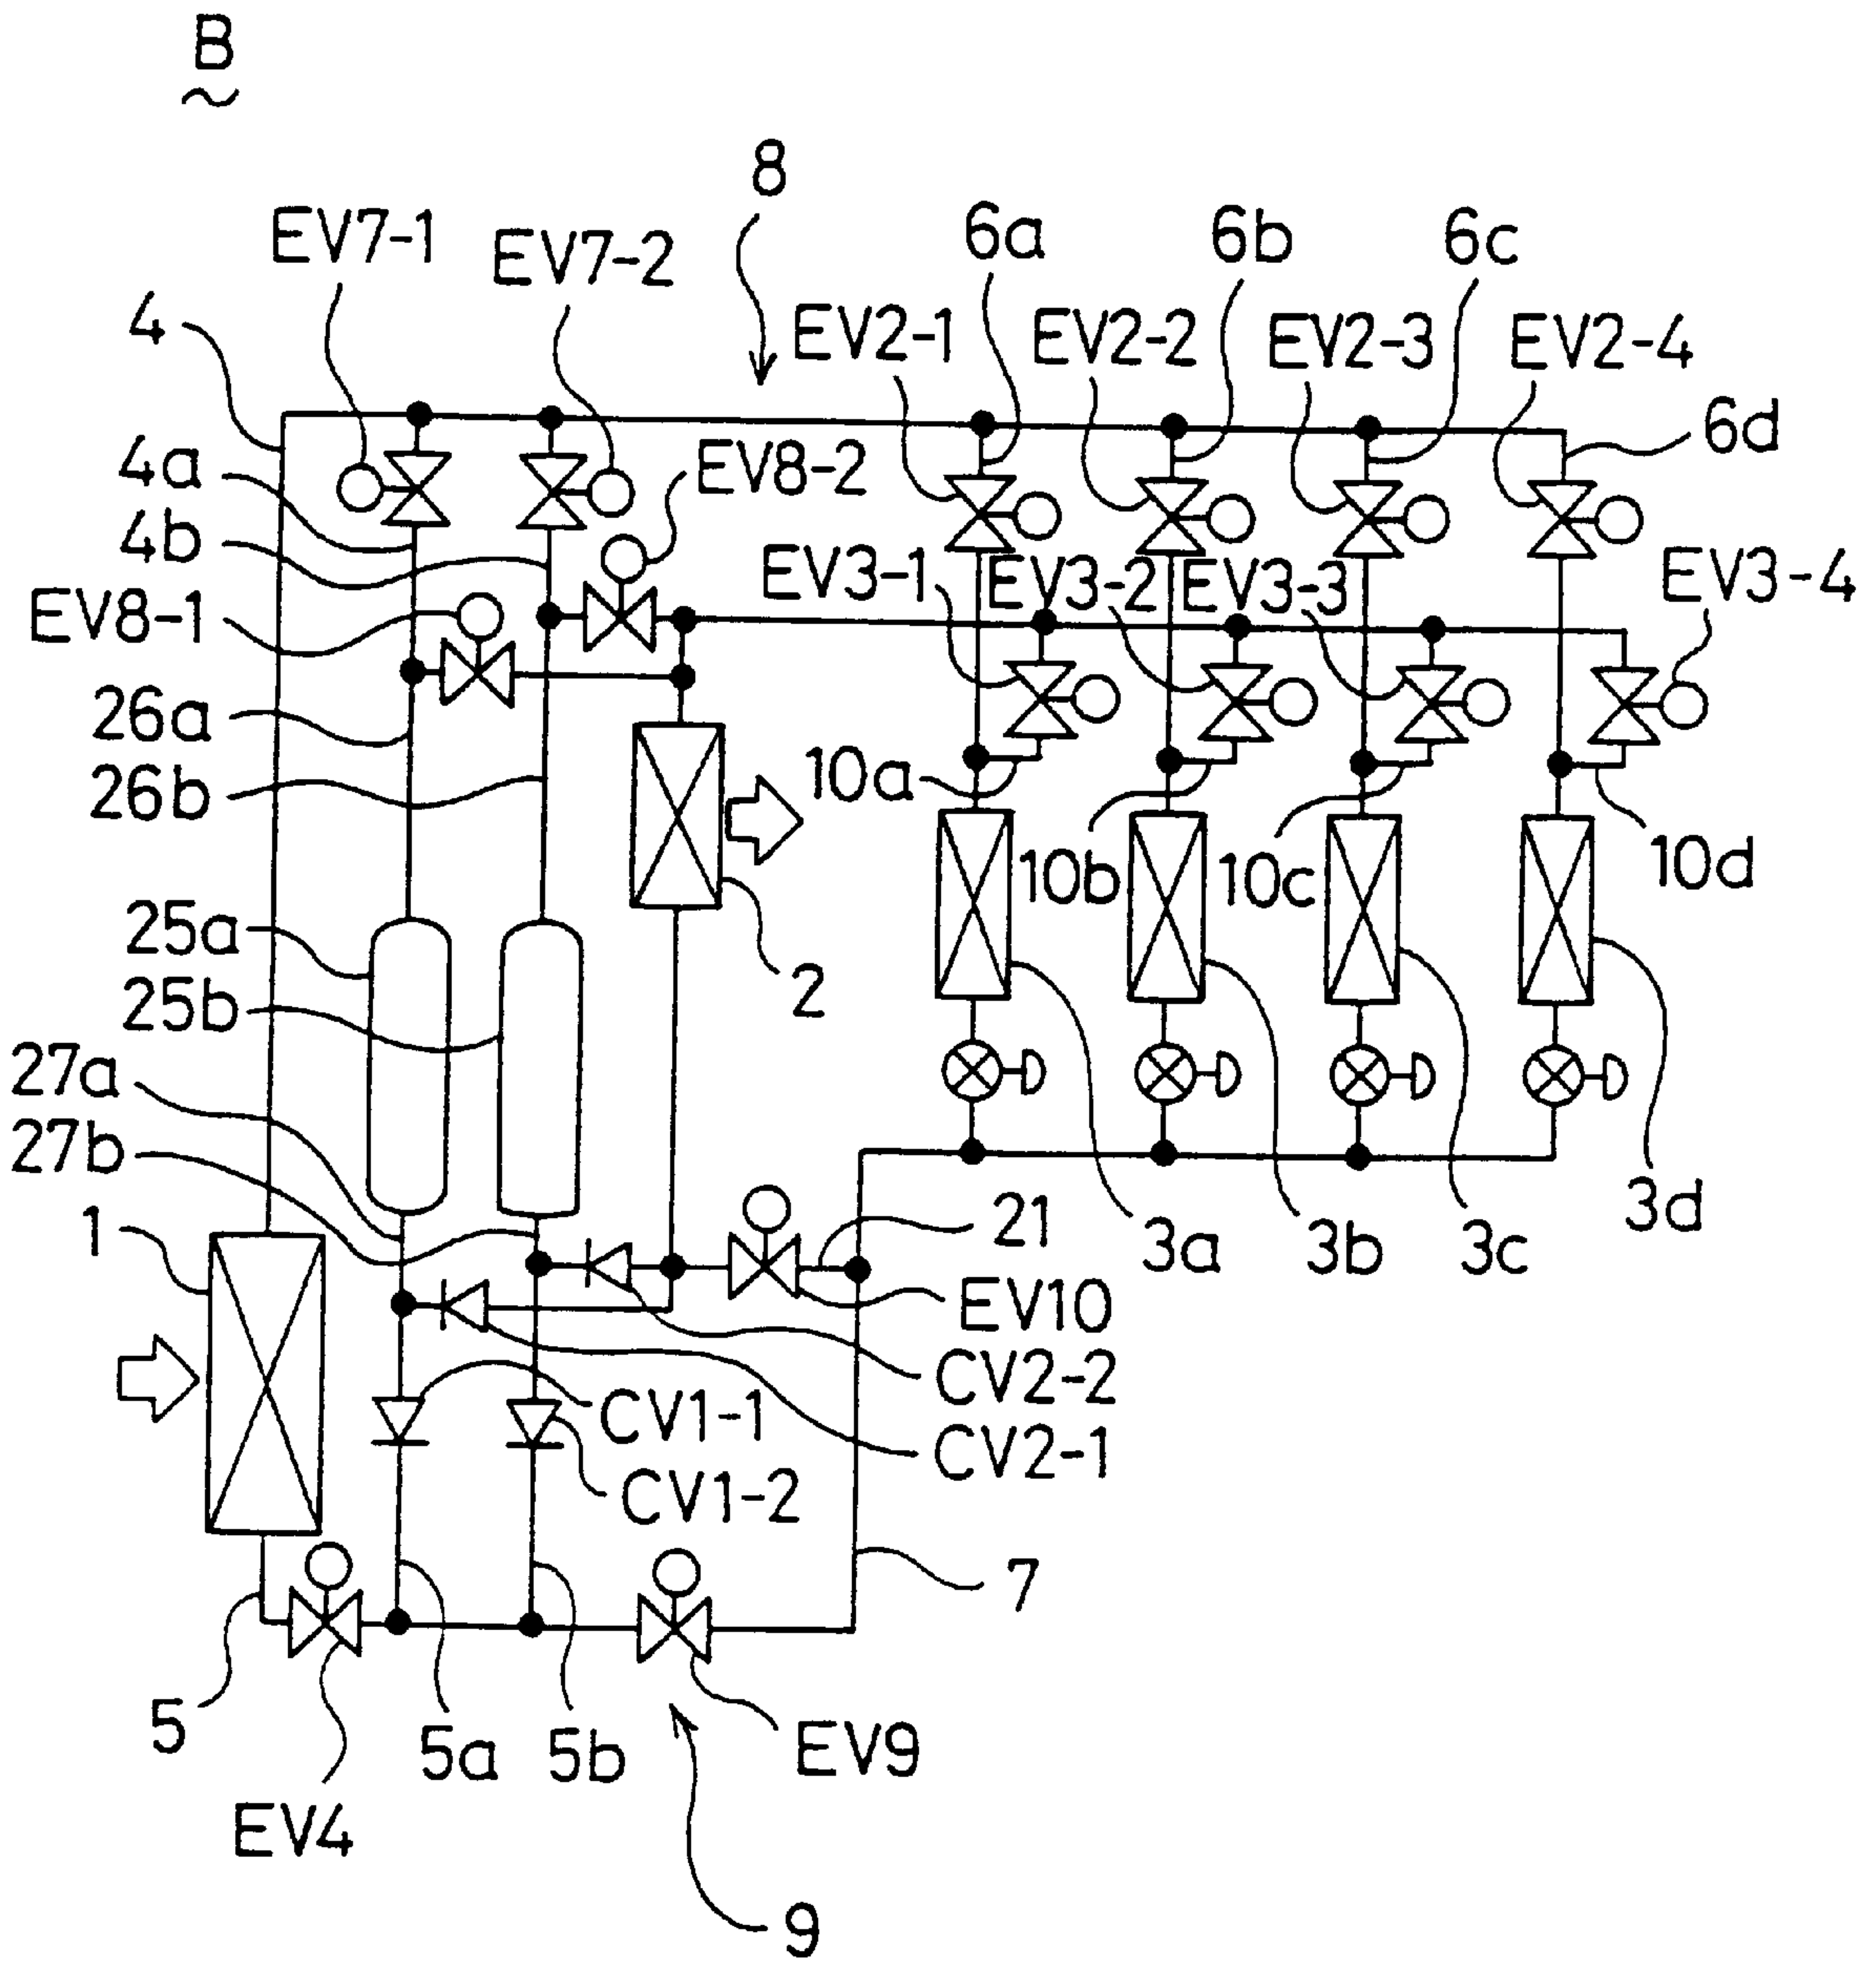 B
8
EV7-1
EV7-2
6a
6b
6c
4
EV2-1
EV2-2
EV2-3
EV2-4
6d
4a
EV8-2
4b
EV3-1
EV3-2
EV3-3
EV3-4
EV8-1
26a
26b
10a
10b
10c
10d
25a
25b
2
27a
27b
1
21
3a
3b
3c
3d
EV10
CV2-2
CV1-1
CV2-1
CV1-2
7
5
5a
5b
EV9
EV4
9